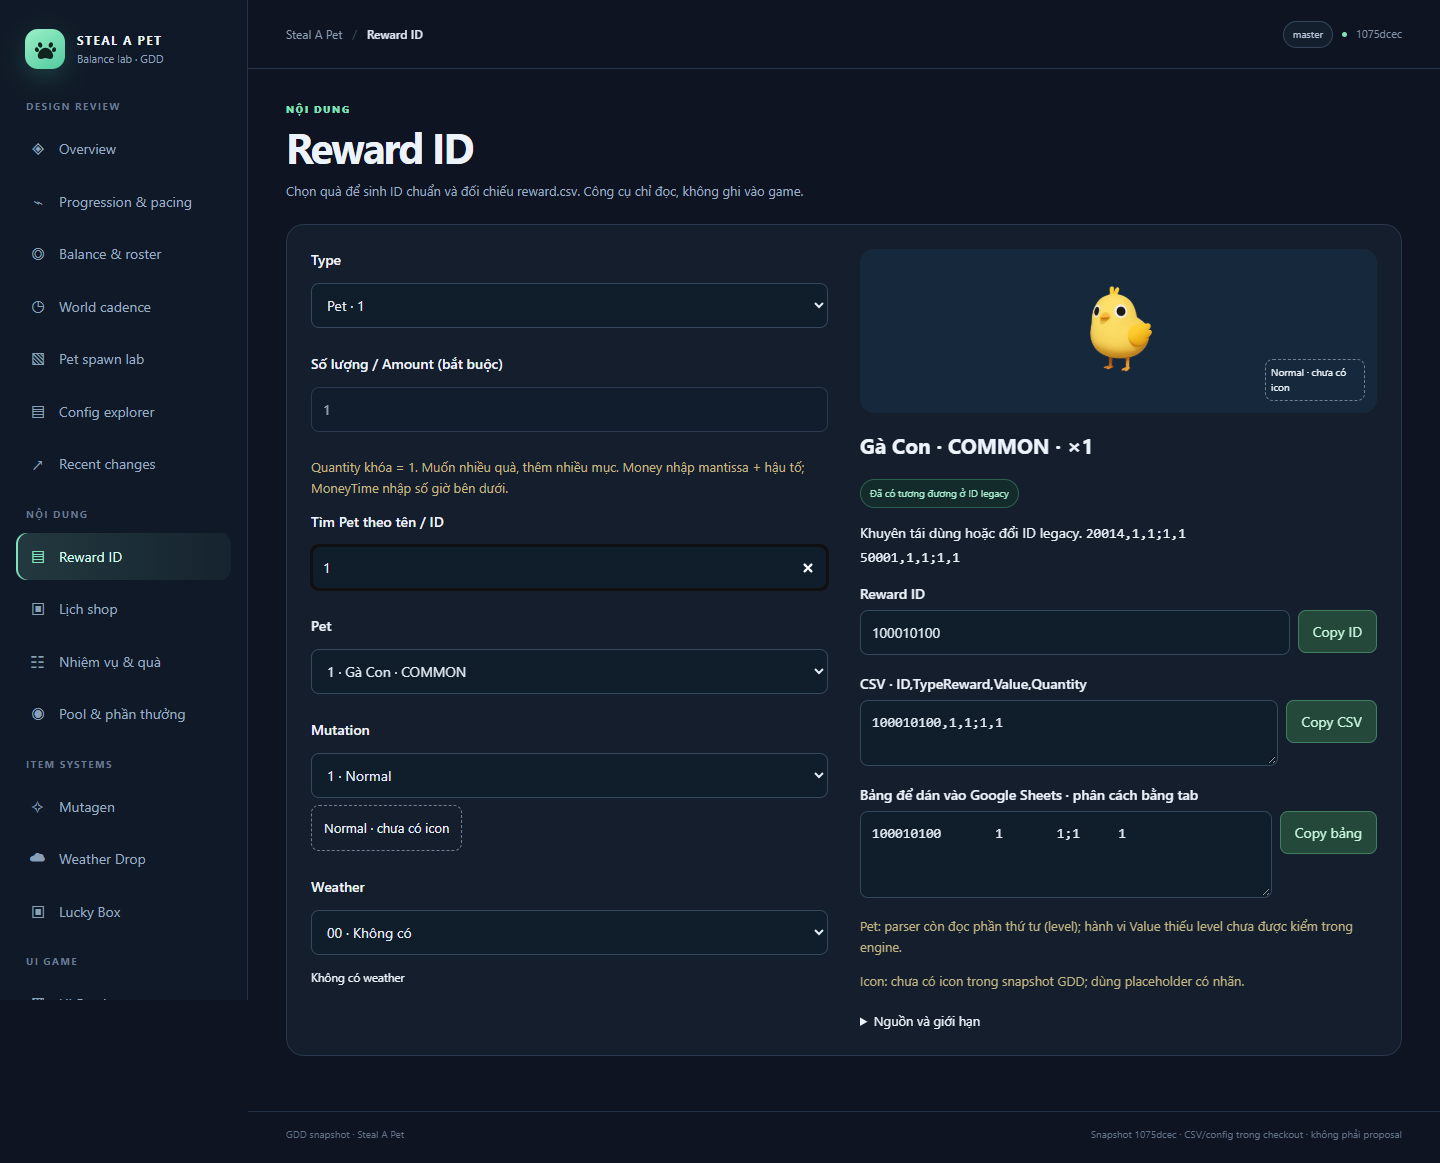 STEAL A PET
Balance lab · GDD
DESIGN REVIEW
Overview
Progression & pacing
Balance & roster
World cadence
Pet spawn lab
Config explorer
Recent changes
NỘI DUNG
Reward ID
Lịch shop
Nhiệm vụ & quà
Pool & phần thưởng
ITEM SYSTEMS
Mutagen
Weather Drop
Lucky Box
UI GAME
Steal A Pet / Reward ID
master
1075dcec
NỘI DUNG
Reward ID
Chọn quà để sinh ID chuẩn và đối chiếu reward.csv. Công cụ chỉ đọc, không ghi vào game.
Type
Pet · 1
Số lượng / Amount (bắt buộc)
1
Quantity khóa = 1. Muốn nhiều quà, thêm nhiều mục. Money nhập mantissa + hậu tố;
MoneyTime nhập số giờ bên dưới.
Tìm Pet theo tên / ID
1
Pet
1 · Gà Con · COMMON
Mutation
1 · Normal
Normal · chưa có icon
Weather
00 · Không có
Không có weather
Normal · chưa có
icon
Gà Con · COMMON · ×1
Đã có tương đương ở ID legacy
Khuyên tái dùng hoặc đổi ID legacy. 20014,1,1;1,1
50001,1,1;1,1
Reward ID
100010100
Copy ID
CSV · ID,TypeReward,Value,Quantity
100010100,1,1;1,1
Copy CSV
Bảng để dán vào Google Sheets · phân cách bằng tab
100010100 1 1;1 1
Copy bảng
Pet: parser còn đọc phần thứ tư (level); hành vi Value thiếu level chưa được kiểm trong
engine.
Icon: chưa có icon trong snapshot GDD; dùng placeholder có nhãn.
Nguồn và giới hạn
GDD snapshot · Steal A Pet
Snapshot 1075dcec · CSV/config trong checkout · không phải proposal